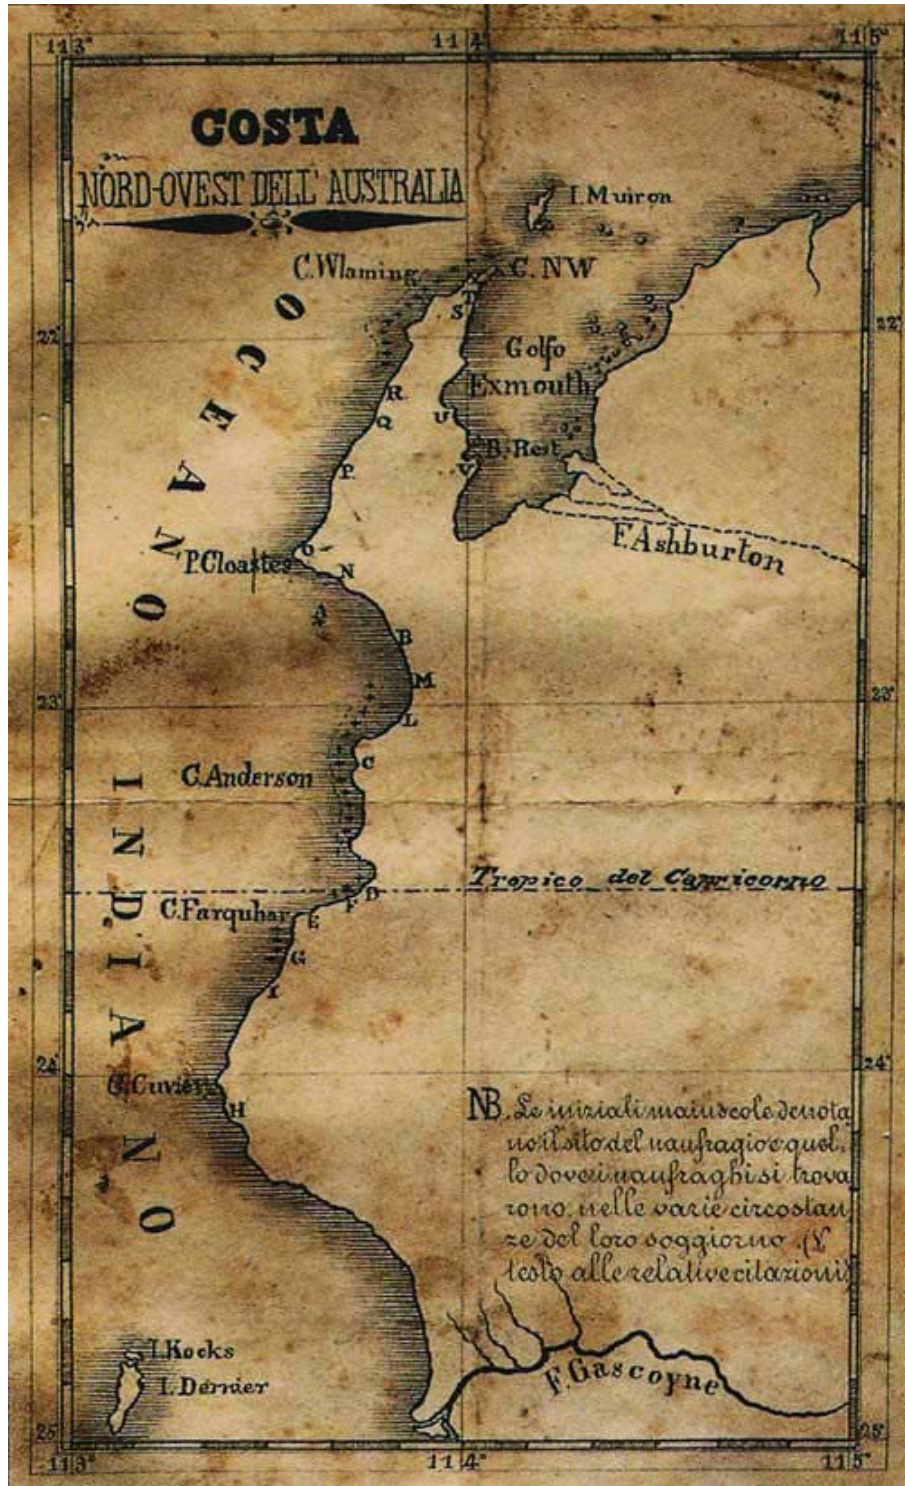 113° 114° 115°
COSTA
NORD-OVEST DELL' AUSTRALIA
I. Muiron
C. Wlaming
C. NW
T
S
22° 22°
OCEANO
Golfo
Exmouth
R
Q
U
B. Rest
V
P.
F. Ashburton
O
P. Cloastes
N
A
B
M
23° 23°
L
C
C. Anderson
INDIANO
Tropico del Capricorno
D
F
C. Farquhar
E
G
I
24° 24°
C. Cuvier
H
NB. Le iniziali maiuscole denota
no il sito del naufragio e quel.
lo dove i naufraghi si trova
rono, nelle varie circostan
ze del loro soggiorno. (V
testo alle relative citazioni)
I. Kocks
I. Dernier
F. Gascoyne
25° 25°
113° 114° 115°